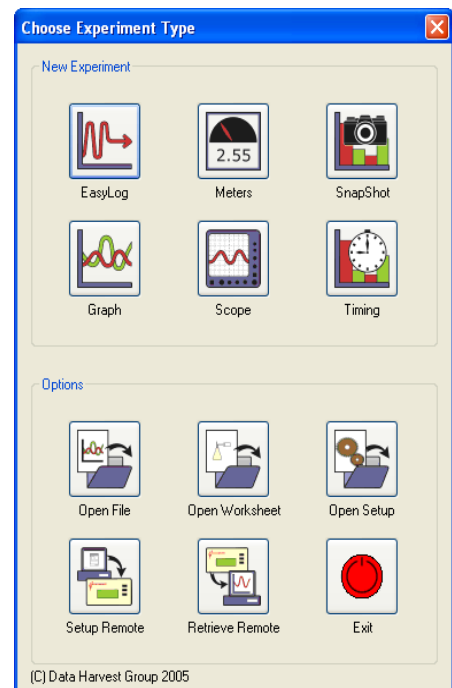 Choose Experiment Type
New Experiment
2.55
EasyLog Meters SnapShot
Graph Scope Timing
Options
Open File Open Worksheet Open Setup
Setup Remote Retrieve Remote Exit
(C) Data Harvest Group 2005